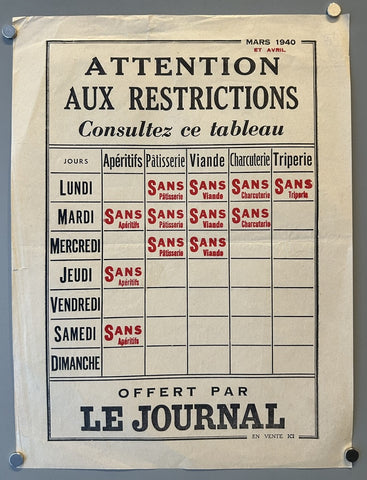 MARS 1940
ET AVRIL
ATTENTION
AUX RESTRICTIONS
Consultez ce tableau
JOURS Apéritifs Pâtisserie Viande Charcuterie Triperie
LUNDI SANS Pâtisserie SANS Viande SANS Charcuterie SANS Triperie
MARDI SANS Apéritifs SANS Pâtisserie SANS Viande SANS Charcuterie
MERCREDI SANS Pâtisserie SANS Viande
JEUDI SANS Apéritifs
VENDREDI
SAMEDI SANS Apéritifs
DIMANCHE
OFFERT PAR
LE JOURNAL
EN VENTE ICI